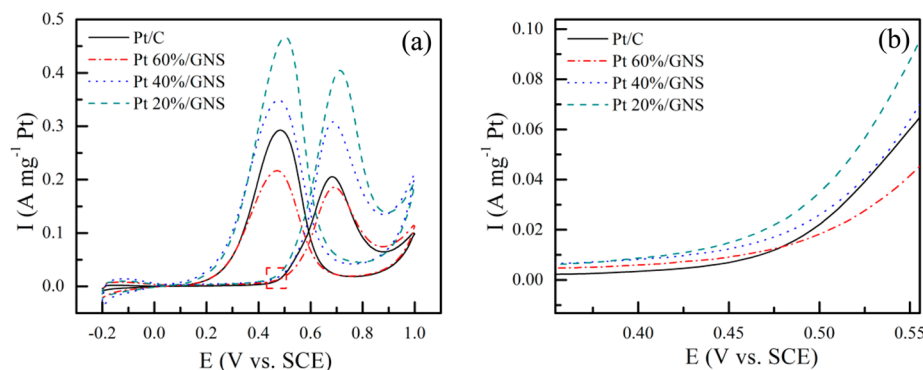 (a)
Pt/C
Pt 60%/GNS
Pt 40%/GNS
Pt 20%/GNS
I (A mg⁻¹ Pt)
0.5
0.4
0.3
0.2
0.1
0.0
-0.2 0.0 0.2 0.4 0.6 0.8 1.0
E (V vs. SCE)
(b)
Pt/C
Pt 60%/GNS
Pt 40%/GNS
Pt 20%/GNS
I (A mg⁻¹ Pt)
0.10
0.08
0.06
0.04
0.02
0.00
0.40 0.45 0.50 0.55
E (V vs. SCE)